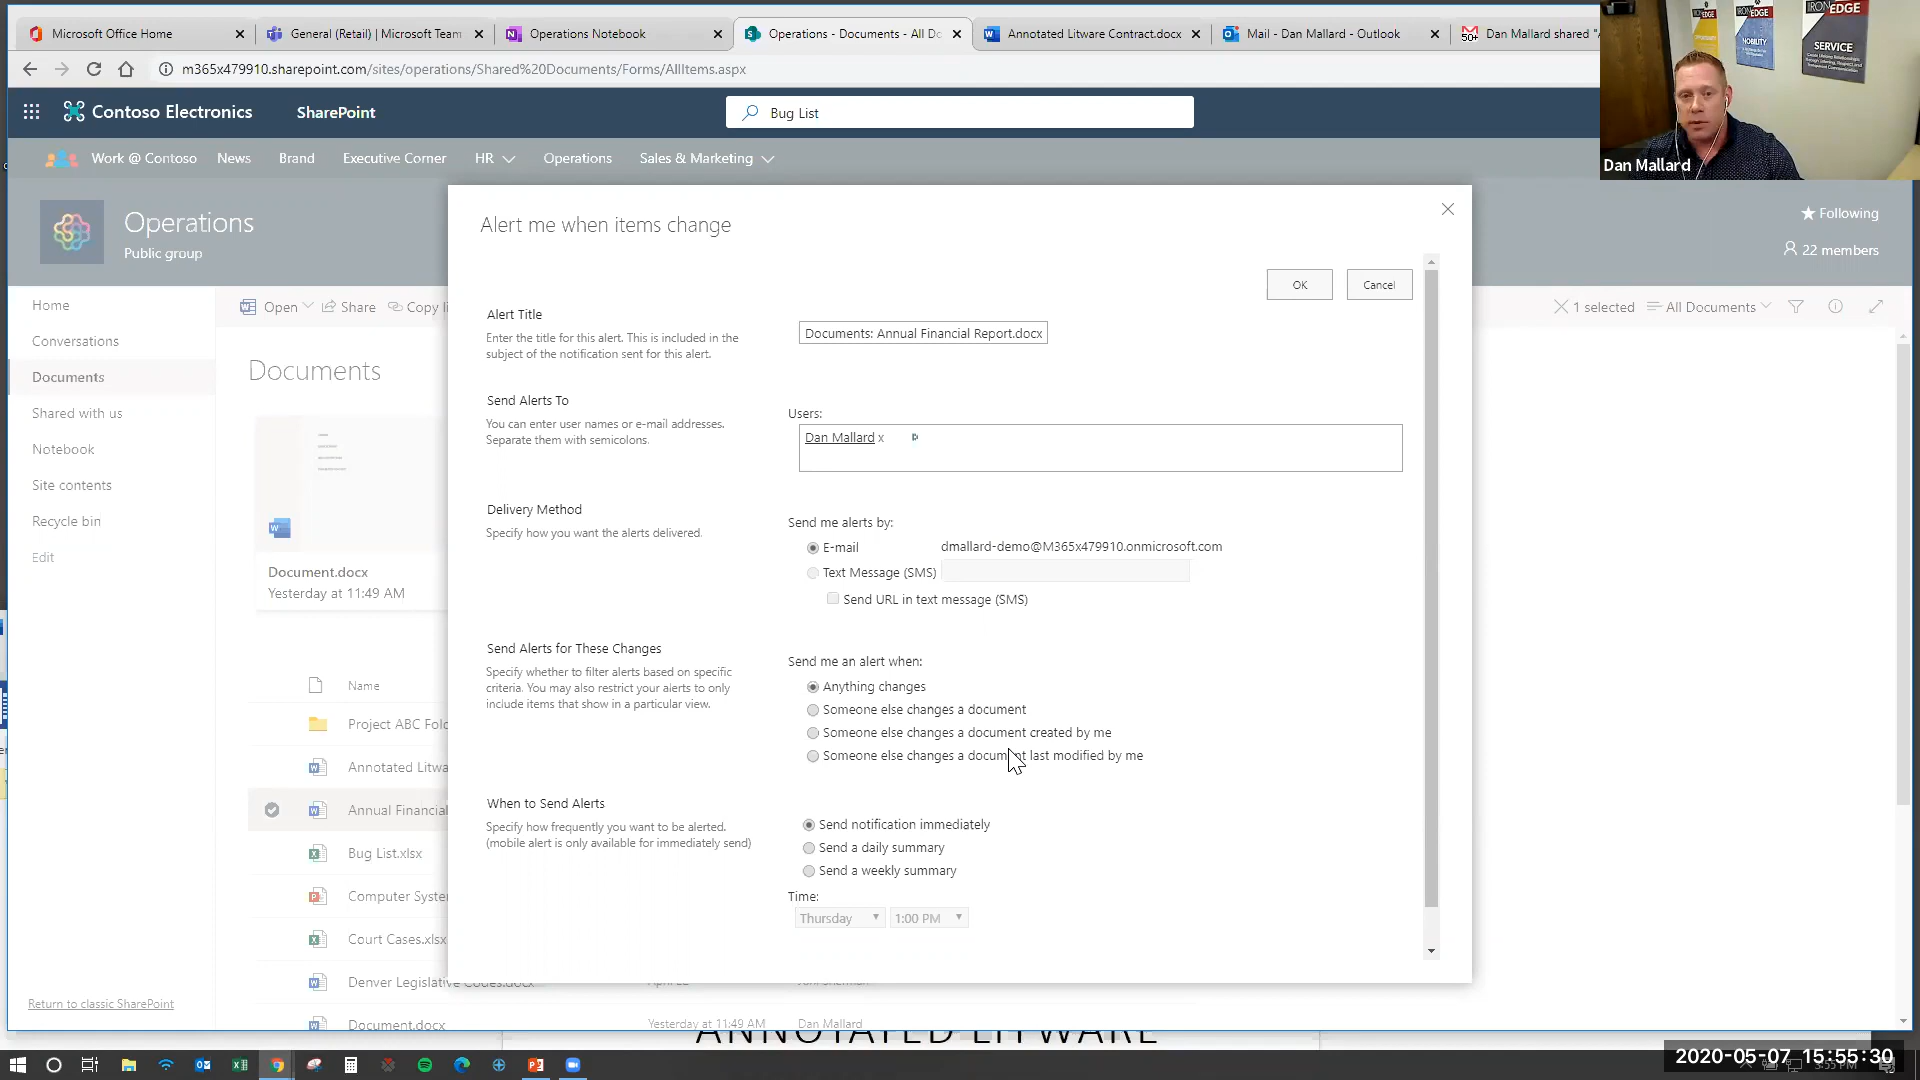 Microsoft Office Home
General (Retail) | Microsoft Team
Operations Notebook
Operations - Documents - All Do
Annotated Litware Contract.docx
Mail - Dan Mallard - Outlook
50+
Dan Mallard shared "A
m365x479910.sharepoint.com/sites/operations/Shared%20Documents/Forms/AllItems.aspx
Contoso Electronics
SharePoint
Bug List
Work @ Contoso
News
Brand
Executive Corner
HR
Operations
Sales & Marketing
IRON EDGE
NOBILITY
IRON EDGE
SERVICE
Dan Mallard
Operations
Public group
Following
22 members
Home
Conversations
Documents
Shared with us
Notebook
Site contents
Recycle bin
Edit
Return to classic SharePoint
Open
Share
Copy li
1 selected
All Documents
Documents
Document.docx
Yesterday at 11:49 AM
Name
Project ABC Fold
Annotated Litwa
Annual Financial
Bug List.xlsx
Computer Syste
Court Cases.xlsx
Denver Legislative Codes.docx
Document.docx
Yesterday at 11:49 AM
Dan Mallard
Alert me when items change
OK
Cancel
Alert Title
Enter the title for this alert. This is included in the
subject of the notification sent for this alert.
Documents: Annual Financial Report.docx
Send Alerts To
You can enter user names or e-mail addresses.
Separate them with semicolons.
Users:
Dan Mallard x
Delivery Method
Specify how you want the alerts delivered.
Send me alerts by:
E-mail
dmallard-demo@M365x479910.onmicrosoft.com
Text Message (SMS)
Send URL in text message (SMS)
Send Alerts for These Changes
Specify whether to filter alerts based on specific
criteria. You may also restrict your alerts to only
include items that show in a particular view.
Send me an alert when:
Anything changes
Someone else changes a document
Someone else changes a document created by me
Someone else changes a document last modified by me
When to Send Alerts
Specify how frequently you want to be alerted.
(mobile alert is only available for immediately send)
Send notification immediately
Send a daily summary
Send a weekly summary
Time:
Thursday
1:00 PM
ANNOTATED LITWARE
2020-05-07 15:55:30